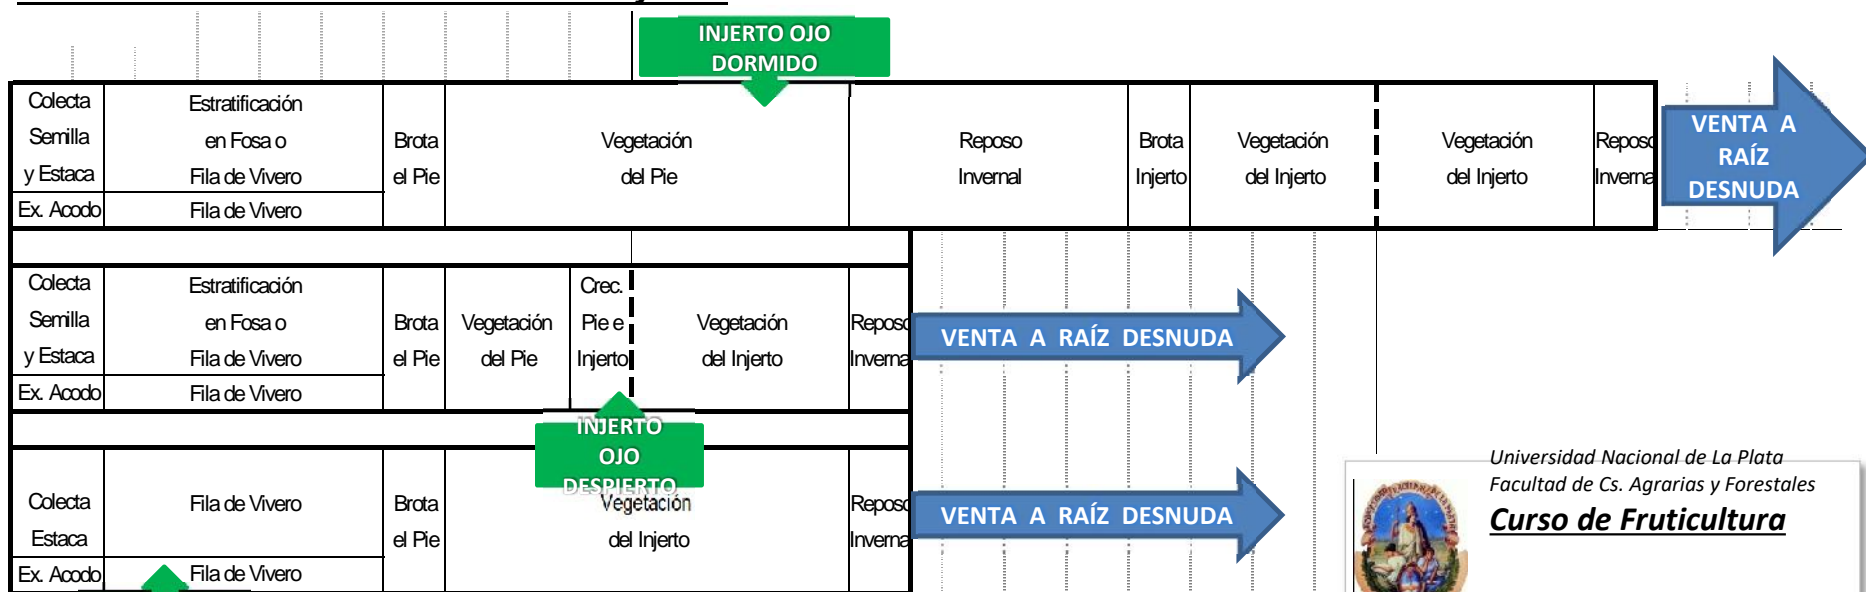 INJERTO OJO
DORMIDO
Colecta
Semilla
y Estaca
Ex. Acodo
Estratificación
en Fosa o
Fila de Vivero
Fila de Vivero
Brota
el Pie
Vegetación
del Pie
Reposo
Invernal
Brota
Injerto
Vegetación
del Injerto
Vegetación
del Injerto
Reposo
Inverna
VENTA A
RAÍZ
DESNUDA
Colecta
Semilla
y Estaca
Ex. Acodo
Estratificación
en Fosa o
Fila de Vivero
Fila de Vivero
Brota
el Pie
Vegetación
del Pie
Crec.
Pie e
Injerto
Vegetación
del Injerto
Reposo
Inverna
VENTA A RAÍZ DESNUDA
INJERTO
OJO
DESPIERTO
Colecta
Estaca
Ex. Acodo
Fila de Vivero
Fila de Vivero
Brota
el Pie
Vegetación
del Injerto
Reposo
Inverna
VENTA A RAÍZ DESNUDA
Universidad Nacional de La Plata
Facultad de Cs. Agrarias y Forestales
Curso de Fruticultura